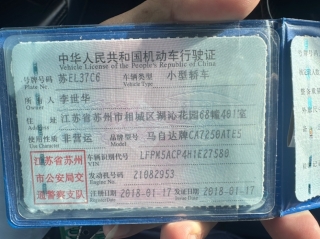 中华人民共和国机动车行驶证
Vehicle License of the People's Republic of China
号牌号码 苏EL37C6 车辆类型 小型轿车
Plate No. Vehicle Type
所有人 李世华
Owner
住址 江苏省苏州市相城区湖沁花园68幢401室
Address
使用性质 非营运 品牌型号 马自达牌CA7250ATE5
Use Character Model
江苏省苏州市公安局交通警察支队
车辆识别代号 LFPM5ACP4H1E27580
VIN
发动机号码 21082953
Engine No.
注册日期 2018-01-17 发证日期 2018-01-17
Register Date Issue Date